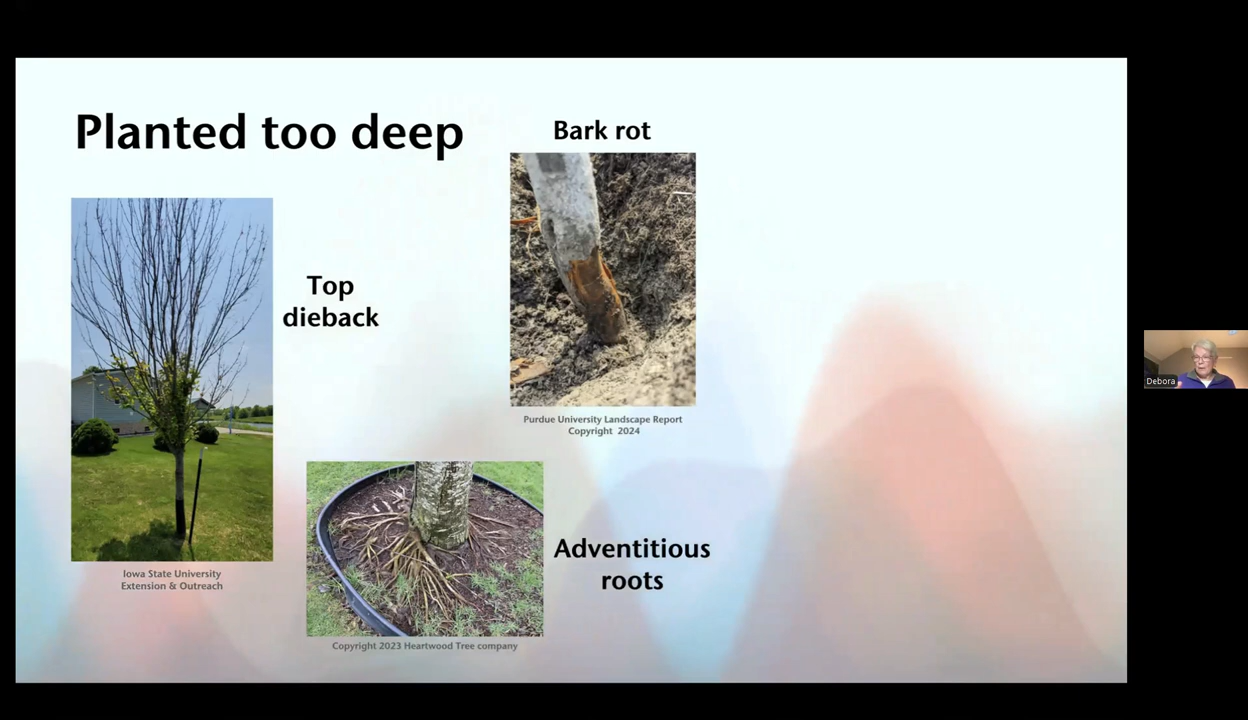 Planted too deep
Bark rot
Top
dieback
Purdue University Landscape Report
Copyright 2024
Adventitious
roots
Iowa State University
Extension & Outreach
Copyright 2023 Heartwood Tree company
Debora